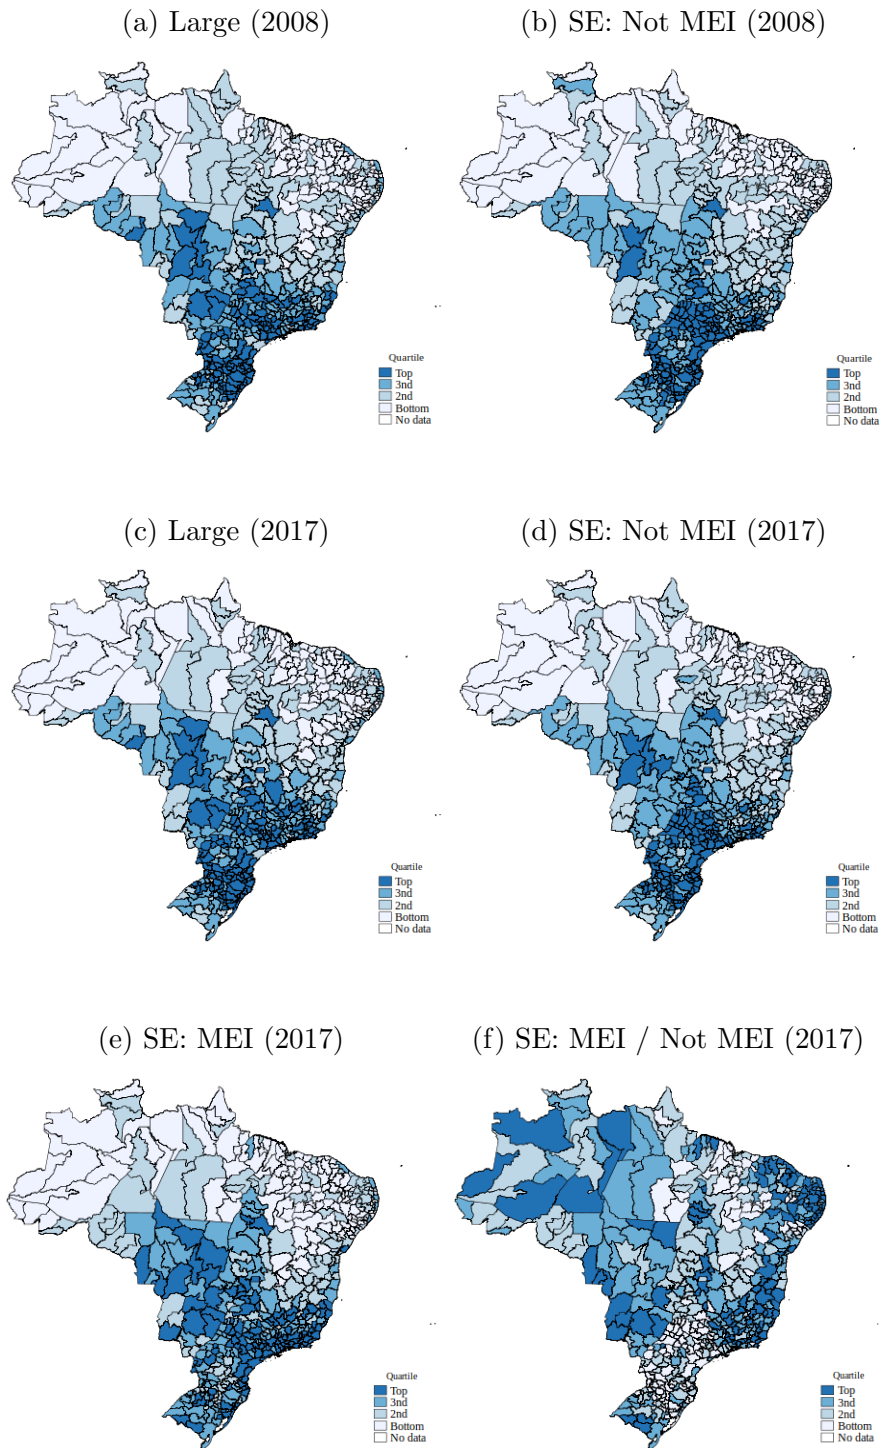 (a) Large (2008)
(b) SE: Not MEI (2008)
Quartile
Top
3nd
2nd
Bottom
No data
Quartile
Top
3nd
2nd
Bottom
No data
(c) Large (2017)
(d) SE: Not MEI (2017)
Quartile
Top
3nd
2nd
Bottom
No data
Quartile
Top
3nd
2nd
Bottom
No data
(e) SE: MEI (2017)
(f) SE: MEI / Not MEI (2017)
Quartile
Top
3nd
2nd
Bottom
No data
Quartile
Top
3nd
2nd
Bottom
No data